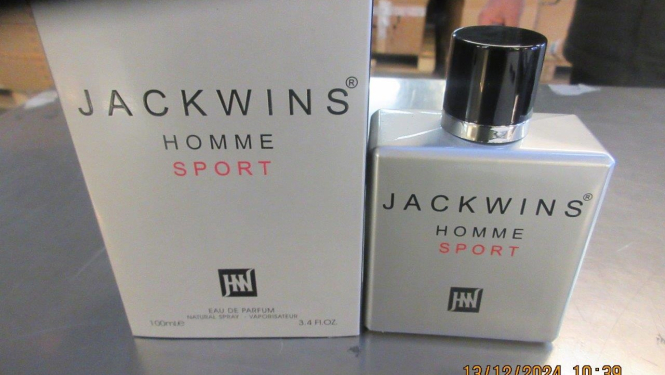 JACKWINS®
HOMME
SPORT
JHW
EAU DE PARFUM
NATURAL SPRAY - VAPORISATEUR
100ml℮
3.4 FL.OZ.
JACKWINS®
HOMME
SPORT
JHW
13/12/2024 10:39